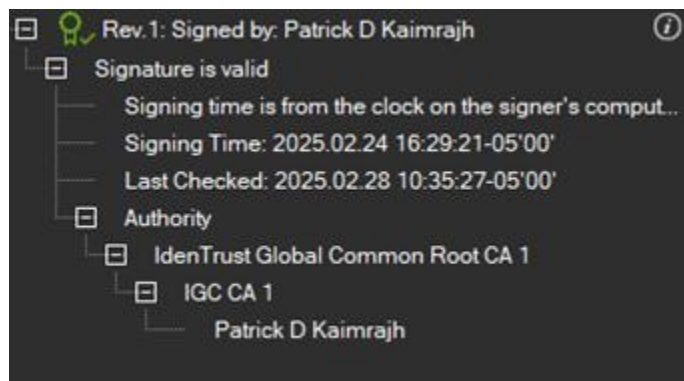 Rev.1: Signed by: Patrick D Kaimrajh
Signature is valid
Signing time is from the clock on the signer's comput...
Signing Time: 2025.02.24 16:29:21-05'00'
Last Checked: 2025.02.28 10:35:27-05'00'
Authority
IdenTrust Global Common Root CA 1
IGC CA 1
Patrick D Kaimrajh